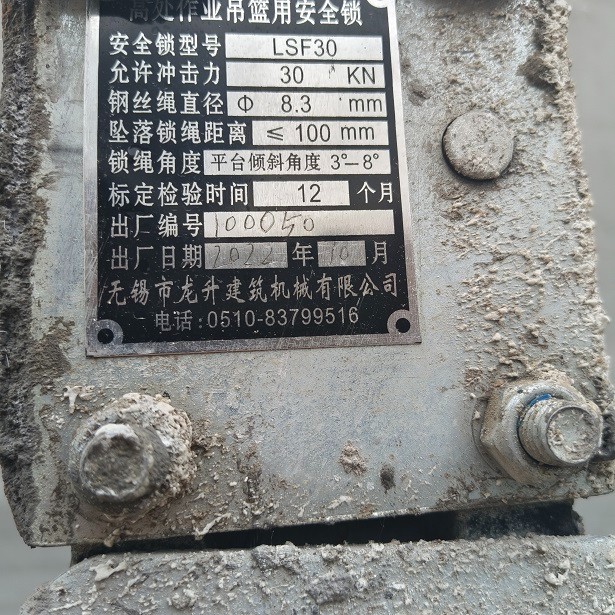 高处作业吊篮用安全锁
安全锁型号 LSF30
允许冲击力 30 KN
钢丝绳直径 Φ 8.3 mm
坠落锁绳距离 ≤100 mm
锁绳角度 平台倾斜角度 3°–8°
标定检验时间 12 个月
出厂编号 100050
出厂日期 2022 年 10 月
无锡市龙升建筑机械有限公司
电话:0510-83799516